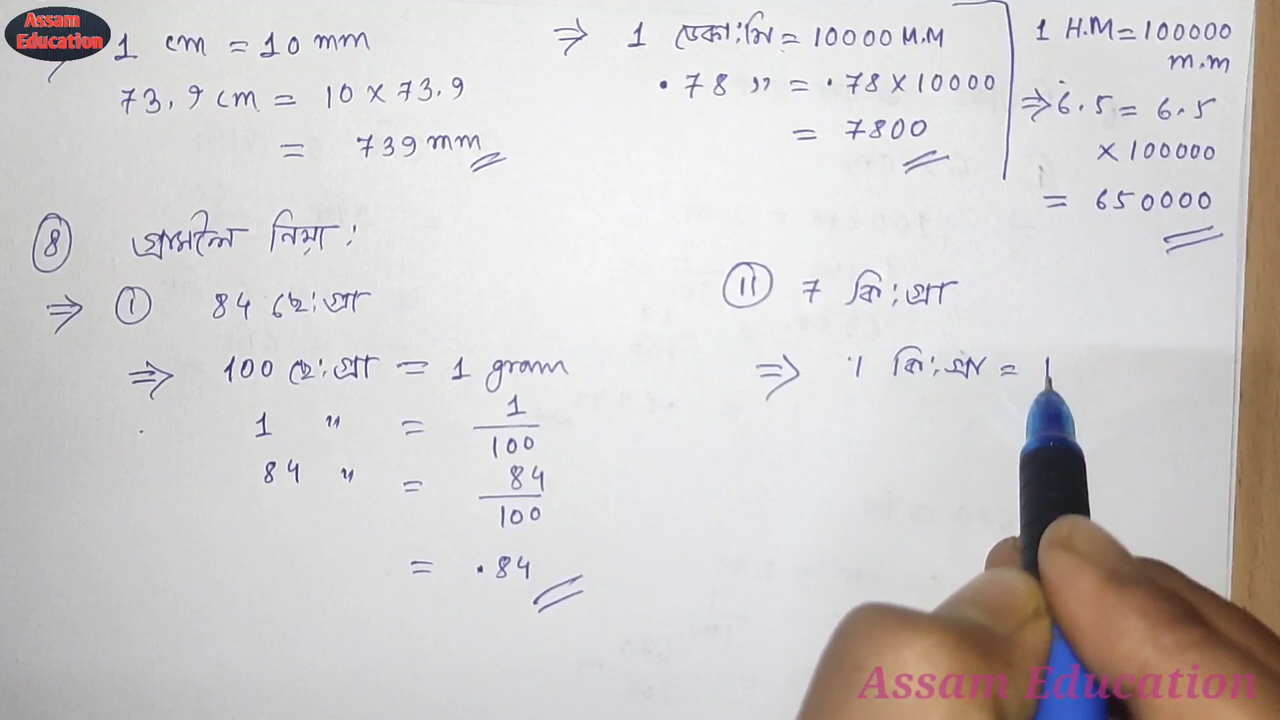 Assam
Education
⇒ 1 cm = 10 mm
73.9 cm = 10 x 73.9
= 739 mm
⇒ 1 ডেকা:মি = 10000 M.M
.78 " = .78 X 10000
= 7800
1 H.M = 100000
m.m
⇒ 6.5 = 6.5
X 100000
= 650000
8 গ্ৰামলৈ নিয়া :
⇒ i 84 হে:গ্ৰা
⇒ 100 হে:গ্ৰা = 1 gram
1 " = 1/100
84 " = 84/100
= .84
ii 7 কি:গ্ৰা
⇒ 1 কি:গ্ৰা = 1
Assam Education